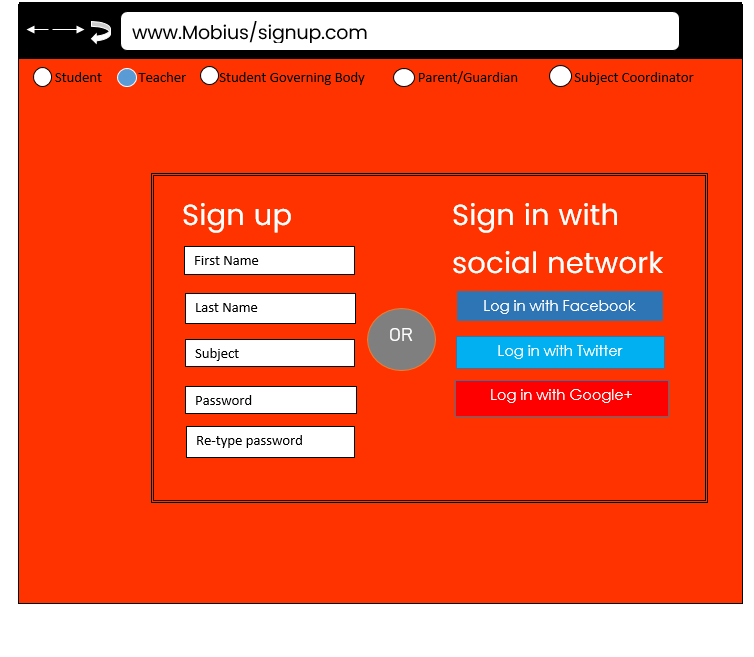 www.Mobius/signup.com
Student Teacher Student Governing Body Parent/Guardian Subject Coordinator
Sign up
First Name
Last Name
Subject
Password
Re-type password
OR
Sign in with
social network
Log in with Facebook
Log in with Twitter
Log in with Google+